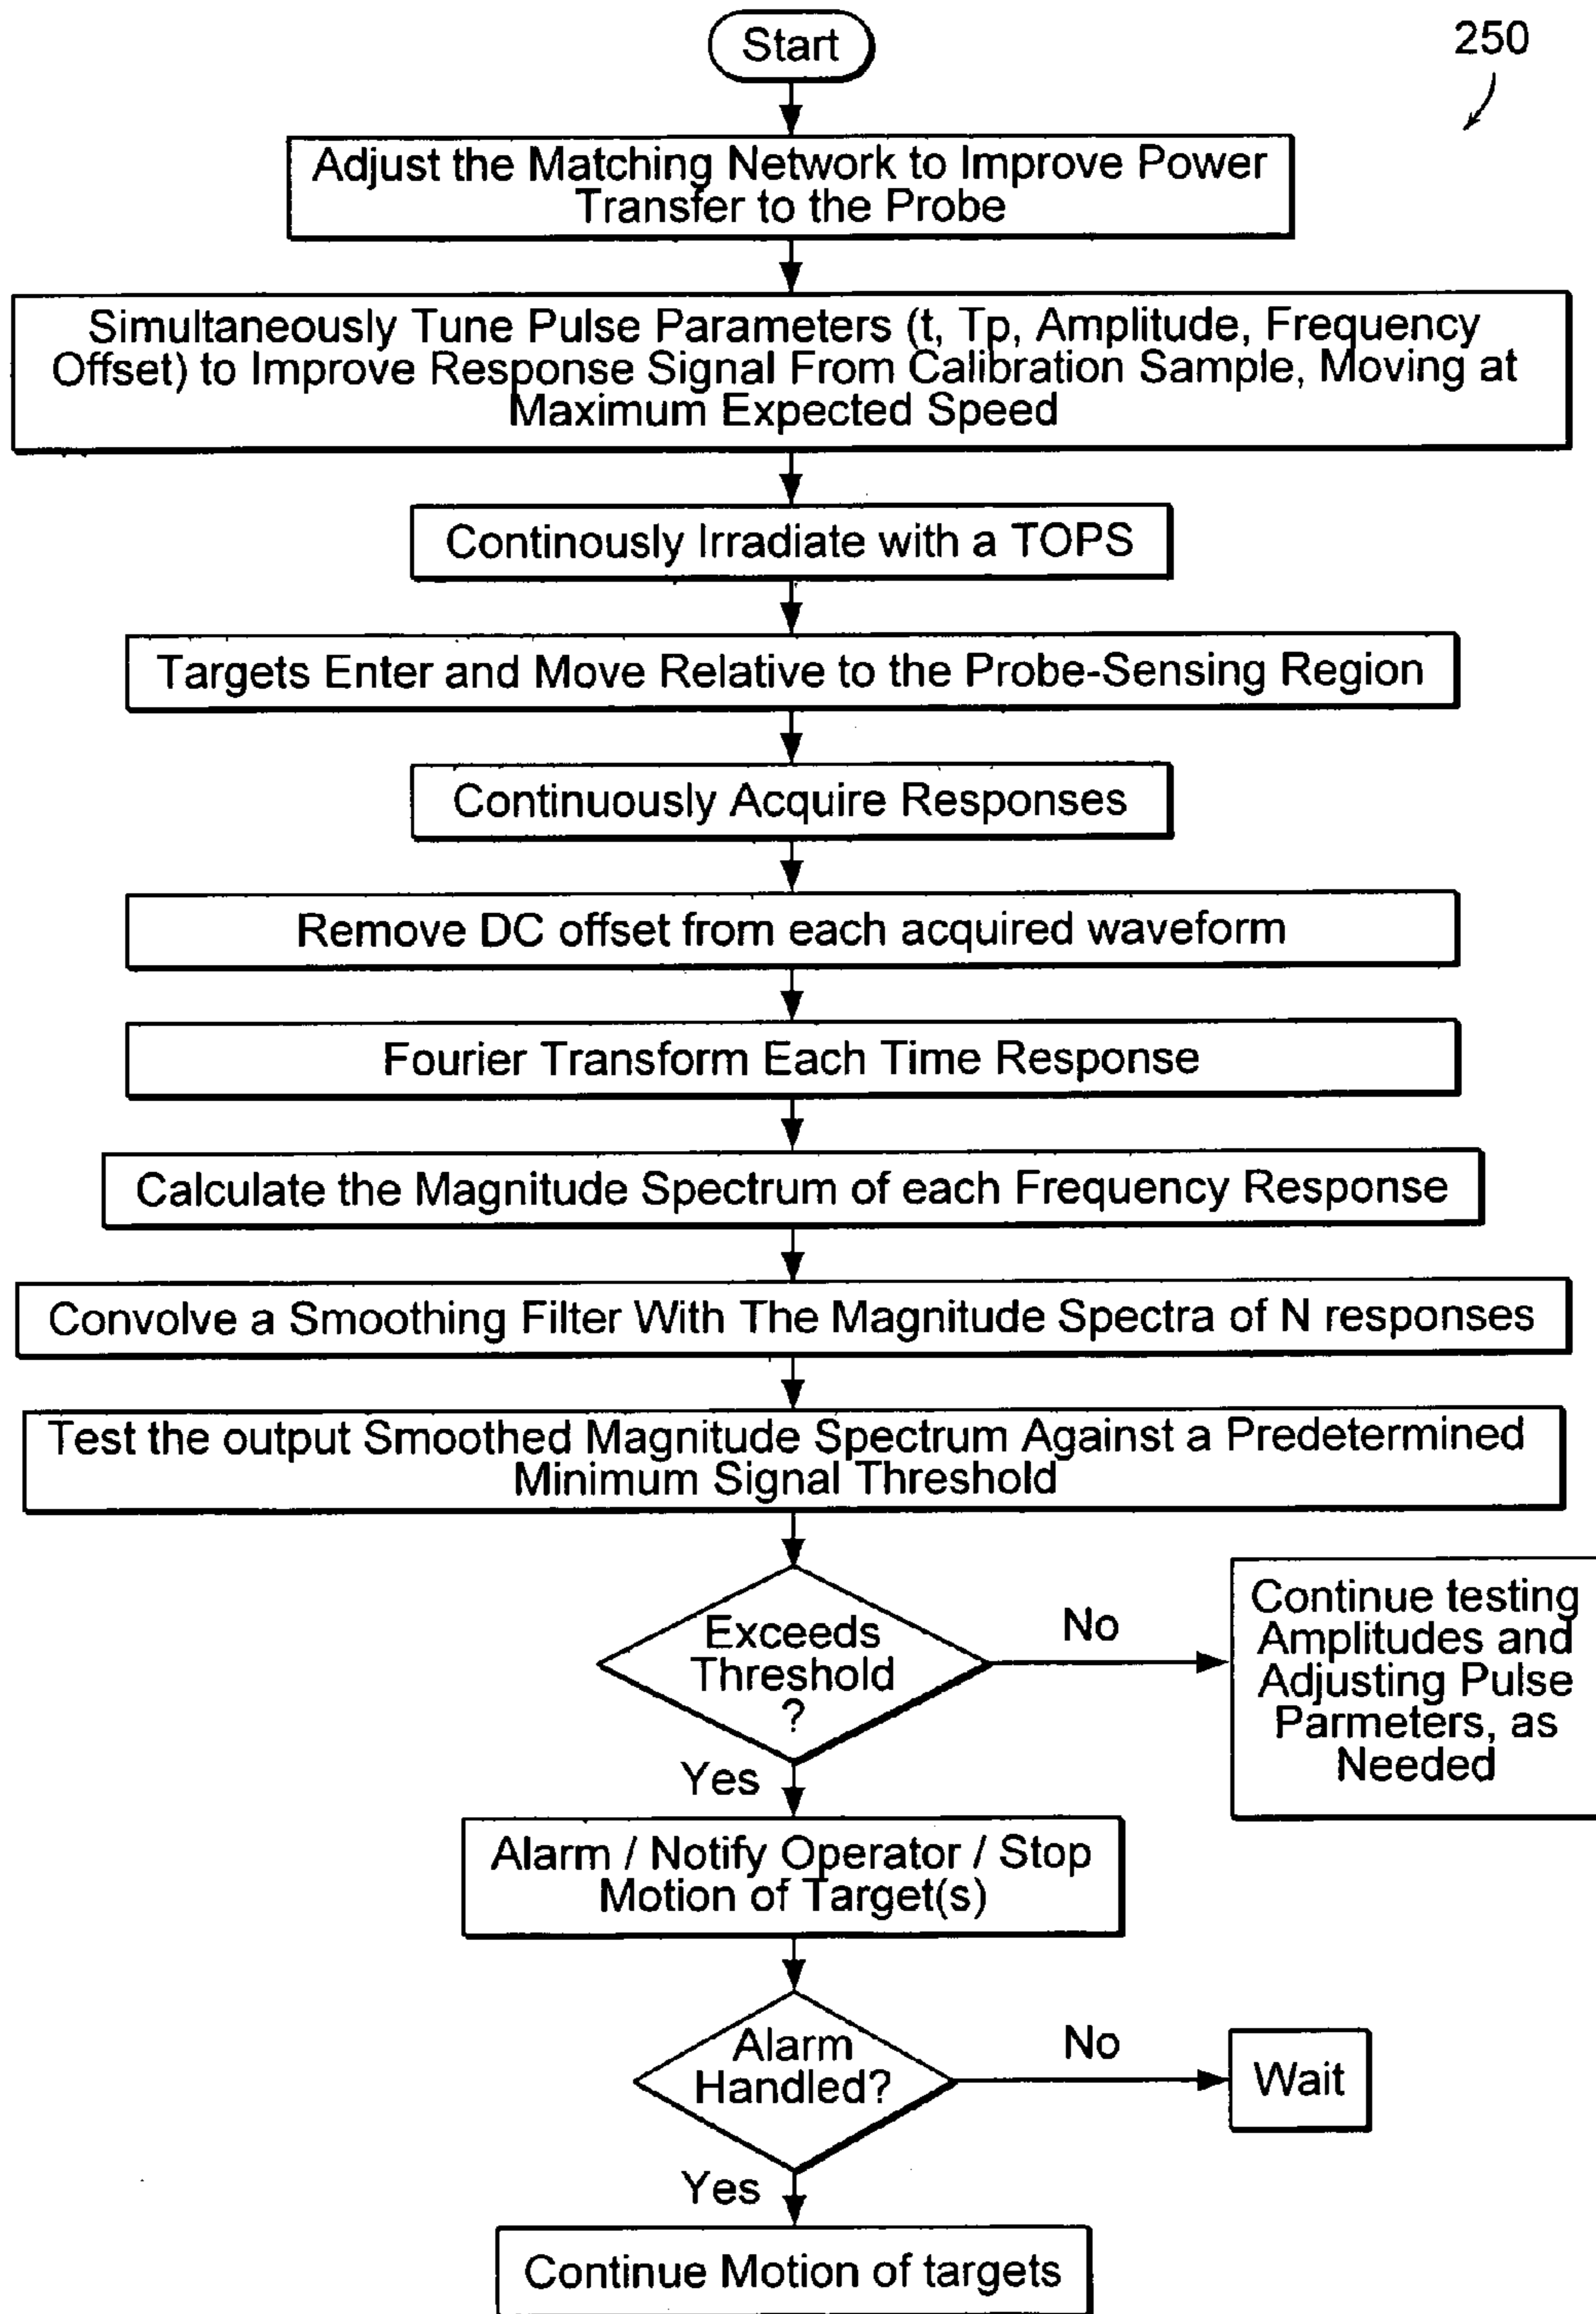 Start
250
Adjust the Matching Network to Improve Power
Transfer to the Probe
Simultaneously Tune Pulse Parameters (t, Tp, Amplitude, Frequency
Offset) to Improve Response Signal From Calibration Sample, Moving at
Maximum Expected Speed
Continously Irradiate with a TOPS
Targets Enter and Move Relative to the Probe-Sensing Region
Continuously Acquire Responses
Remove DC offset from each acquired waveform
Fourier Transform Each Time Response
Calculate the Magnitude Spectrum of each Frequency Response
Convolve a Smoothing Filter With The Magnitude Spectra of N responses
Test the output Smoothed Magnitude Spectrum Against a Predetermined
Minimum Signal Threshold
Exceeds
Threshold
?
No
Continue testing
Amplitudes and
Adjusting Pulse
Parmeters, as
Needed
Yes
Alarm / Notify Operator / Stop
Motion of Target(s)
Alarm
Handled?
No
Wait
Yes
Continue Motion of targets